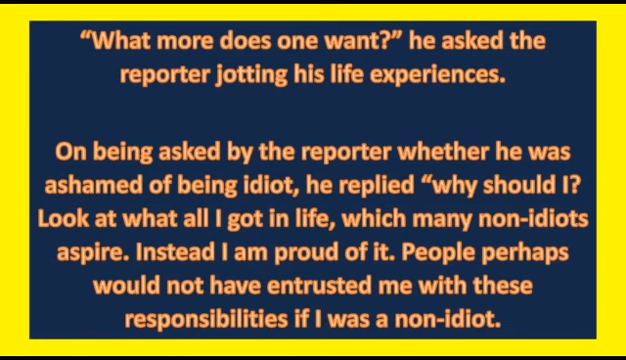 “What more does one want?” he asked the
reporter jotting his life experiences.
On being asked by the reporter whether he was
ashamed of being idiot, he replied “why should I?
Look at what all I got in life, which many non-idiots
aspire. Instead I am proud of it. People perhaps
would not have entrusted me with these
responsibilities if I was a non-idiot.